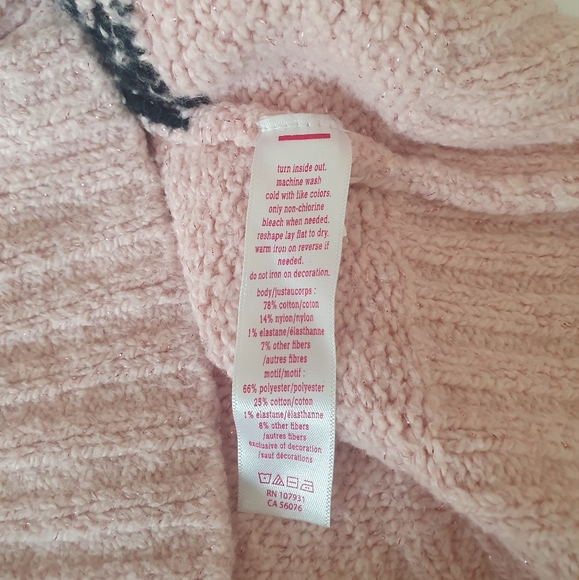 turn inside out.
machine wash
cold with like colors.
only non-chlorine
bleach when needed.
reshape lay flat to dry.
warm iron on reverse if
needed.
do not iron on decoration.
body/justaucorps :
78% cotton/coton
14% nylon/nylon
1% elastane/élasthanne
7% other fibers
/autres fibres
motif/motif :
66% polyester/polyester
25% cotton/coton
1% elastane/élasthanne
8% other fibers
/autres fibers
exclusive of decoration
/sauf décorations
RN 107931
CA 56076